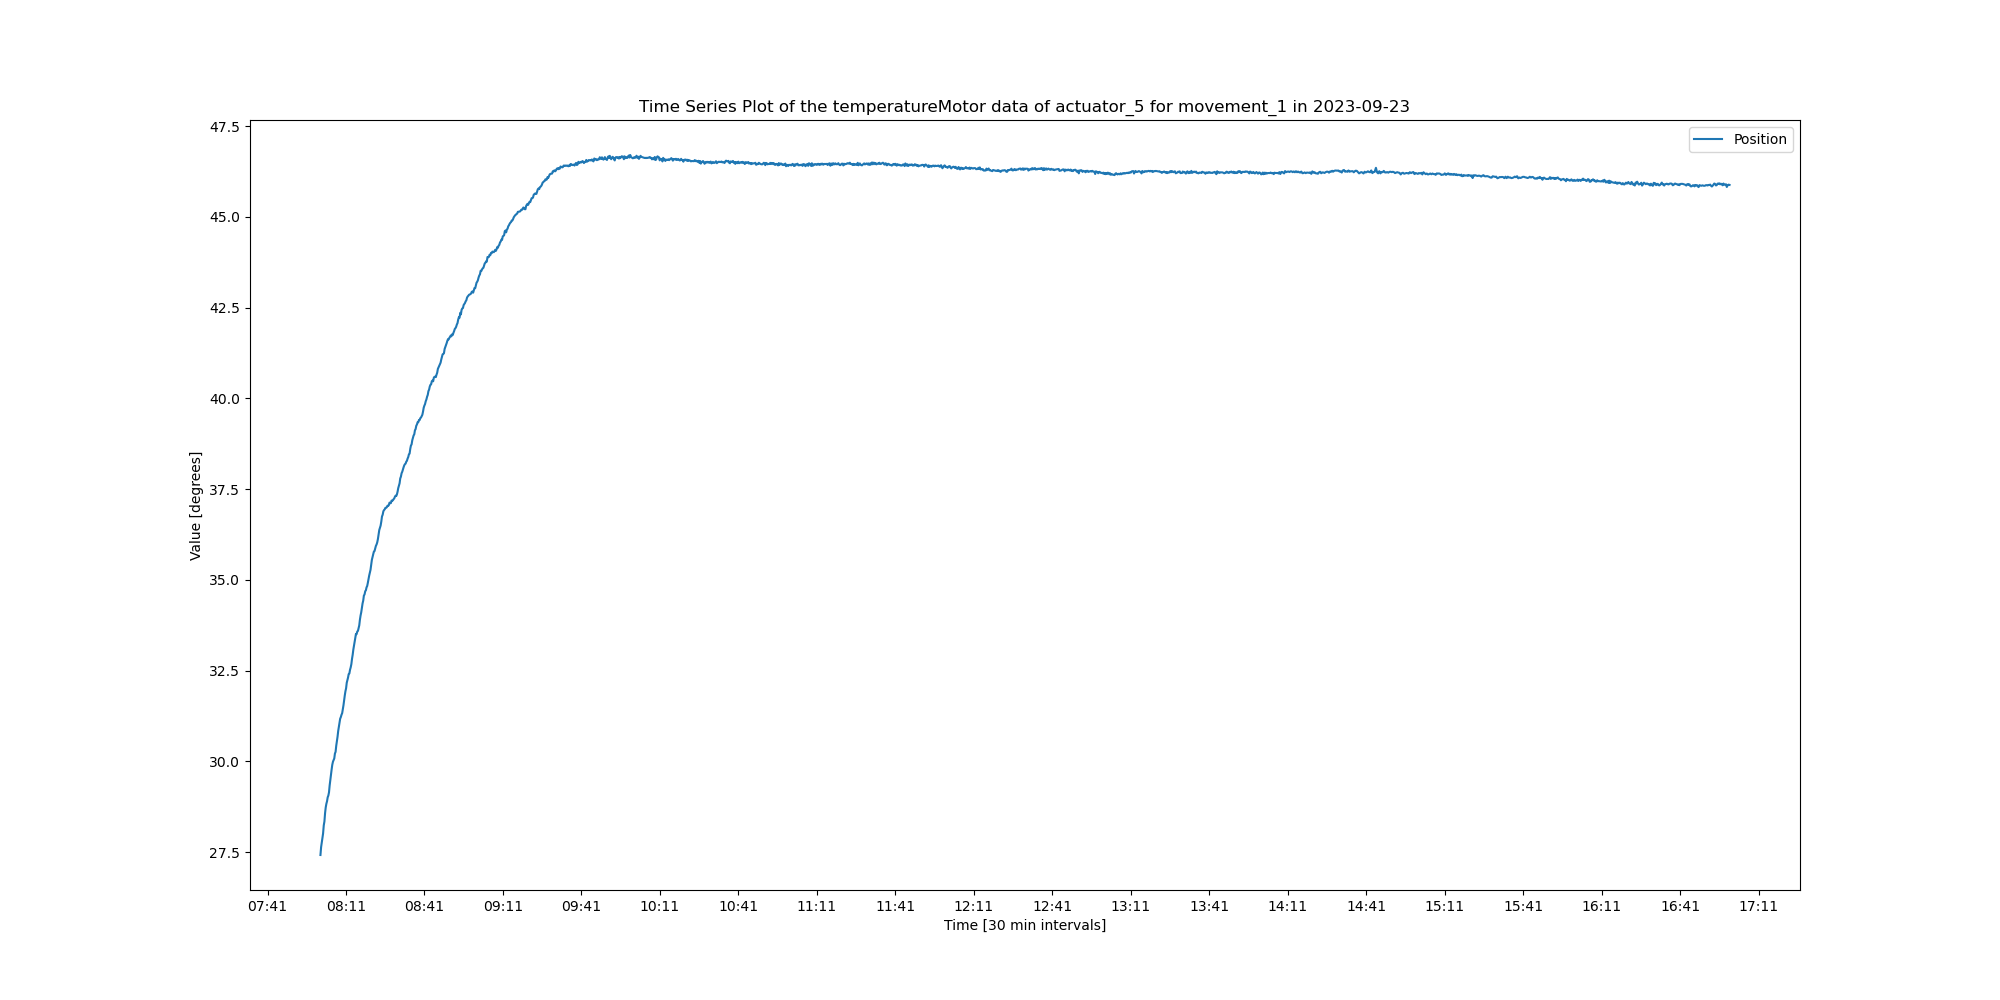 Time Series Plot of the temperatureMotor data of actuator_5 for movement_1 in 2023-09-23
Position
47.5
45.0
42.5
40.0
37.5
35.0
32.5
30.0
27.5
Value [degrees]
07:41 08:11 08:41 09:11 09:41 10:11 10:41 11:11 11:41 12:11 12:41 13:11 13:41 14:11 14:41 15:11 15:41 16:11 16:41 17:11
Time [30 min intervals]